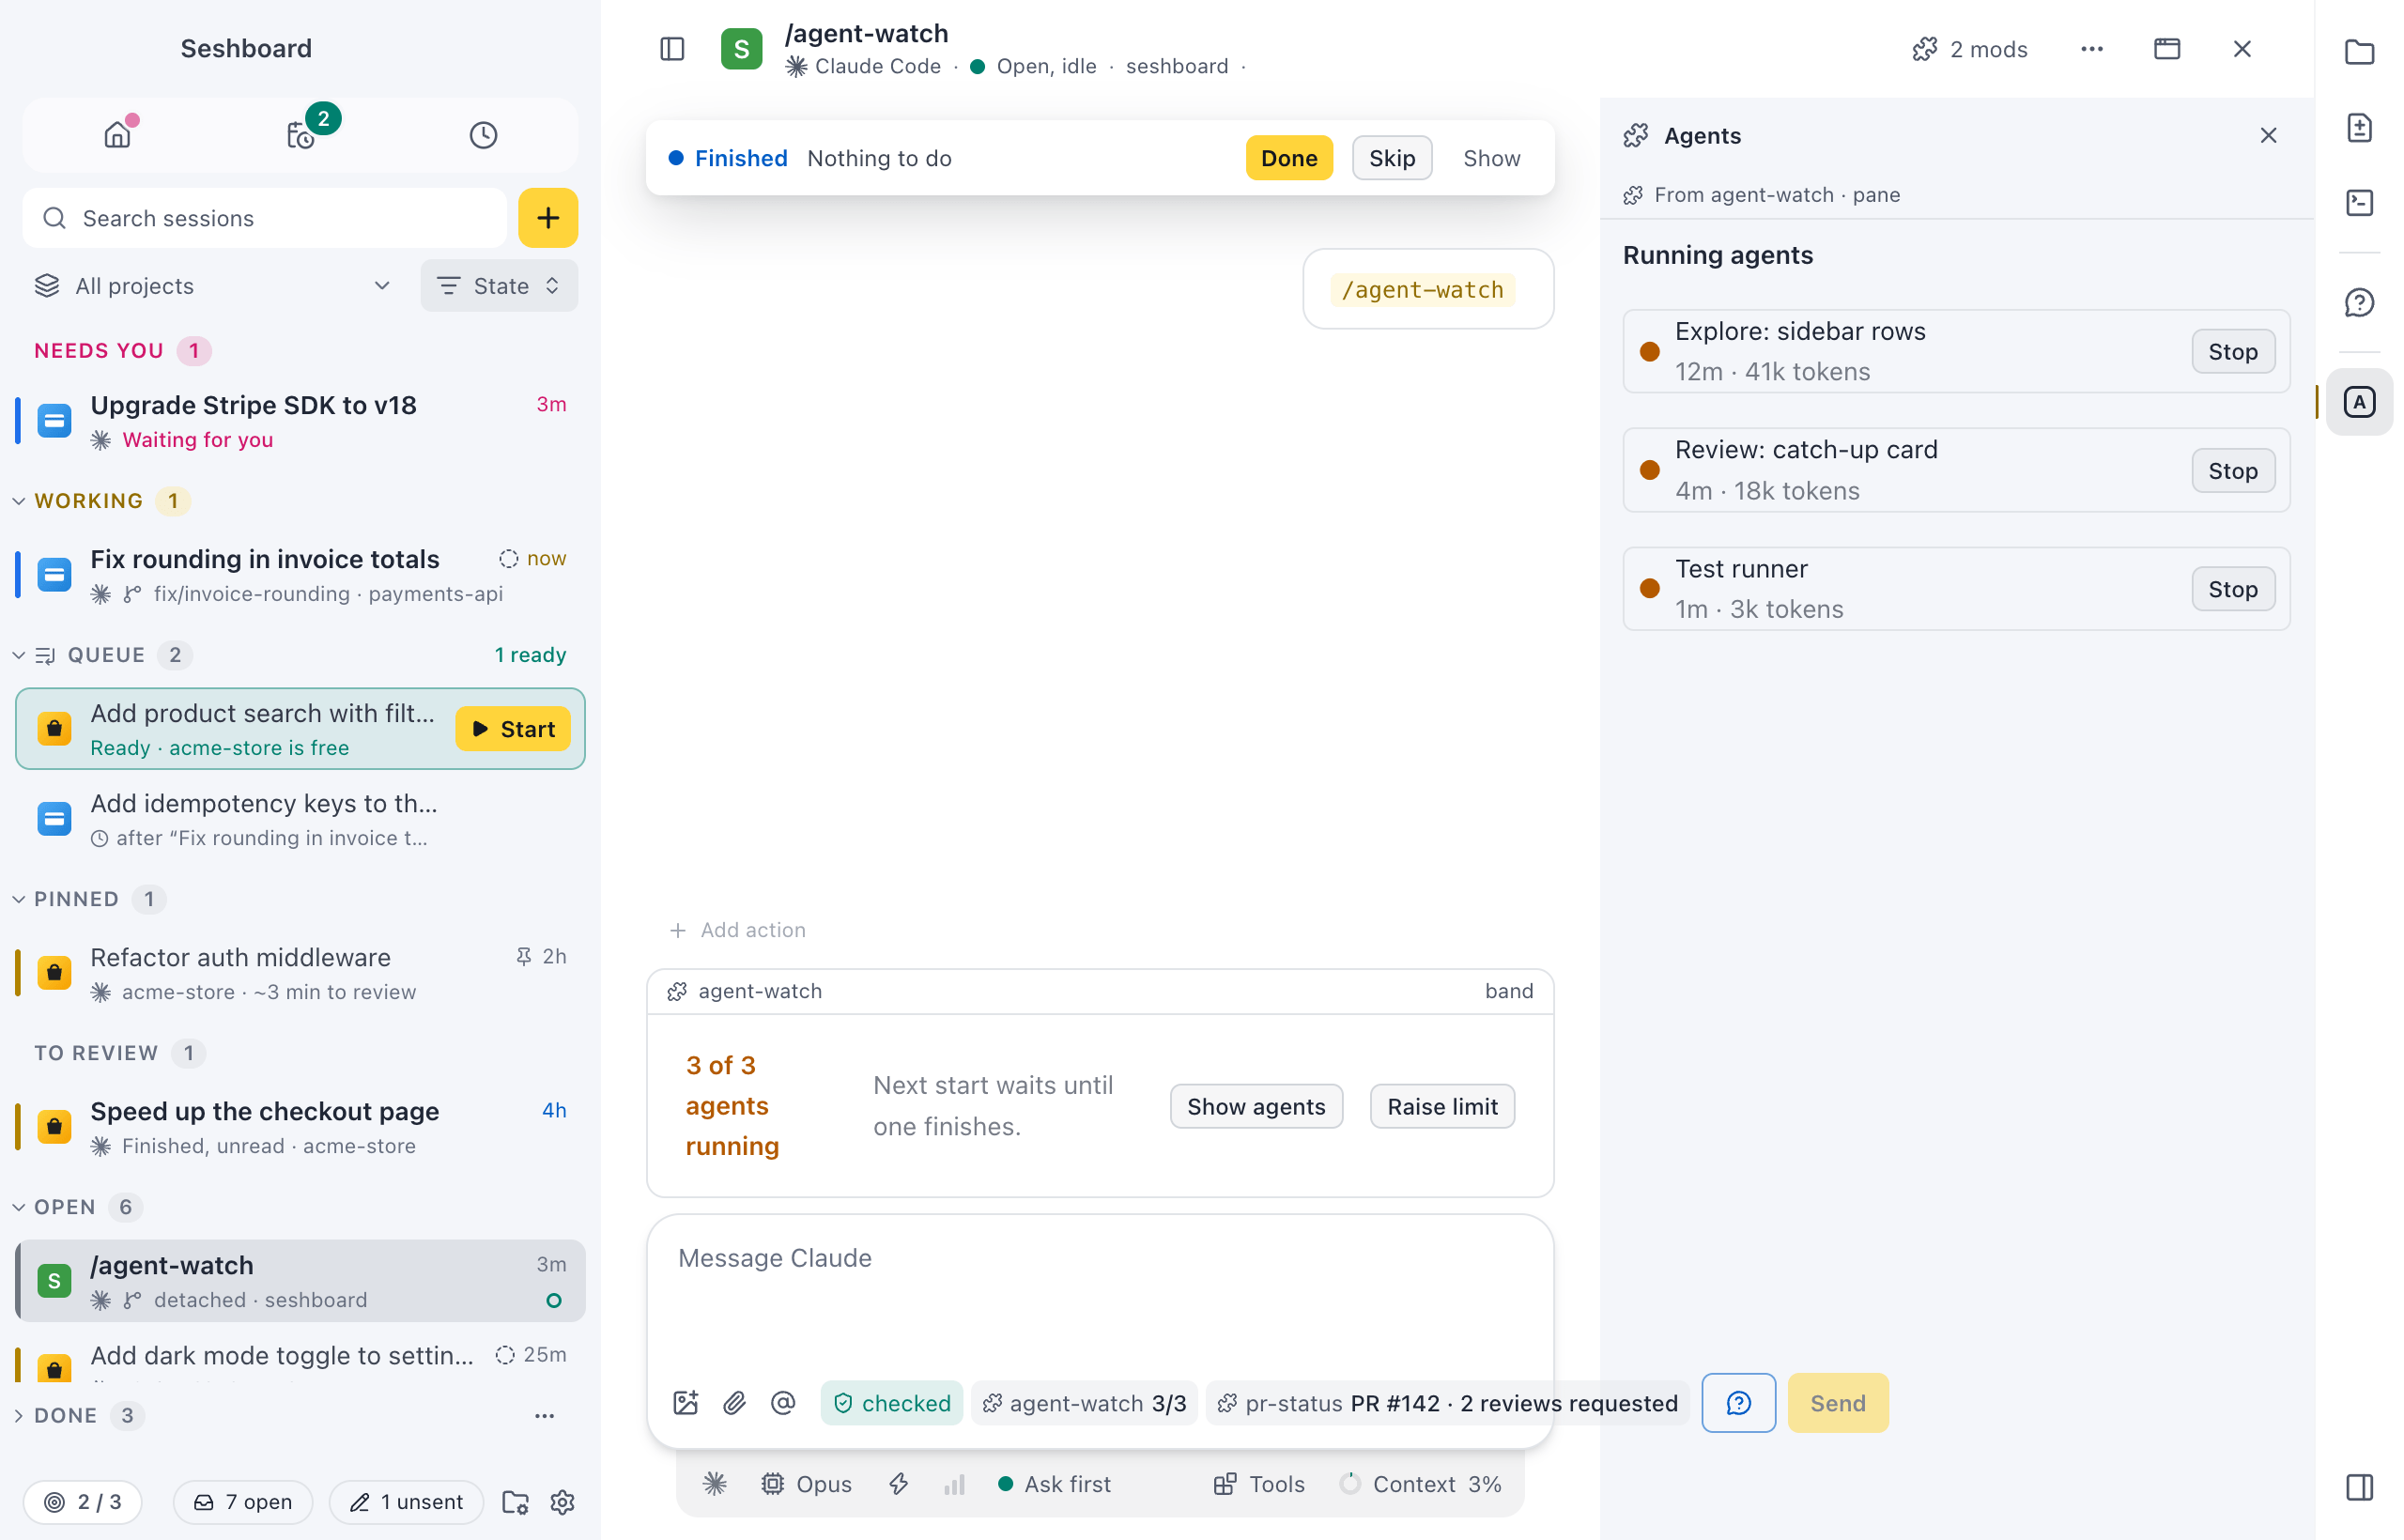 Seshboard
2
Search sessions
All projects
State
NEEDS YOU 1
Upgrade Stripe SDK to v18 3m
Waiting for you
WORKING 1
Fix rounding in invoice totals now
fix/invoice-rounding · payments-api
QUEUE 2 1 ready
Add product search with filt... Start
Ready · acme-store is free
Add idempotency keys to th...
after “Fix rounding in invoice t...
PINNED 1
Refactor auth middleware 2h
acme-store · ~3 min to review
TO REVIEW 1
Speed up the checkout page 4h
Finished, unread · acme-store
OPEN 6
S /agent-watch 3m
detached · seshboard
Add dark mode toggle to settin... 25m
DONE 3 ...
2 / 3 7 open 1 unsent
S /agent-watch
Claude Code · Open, idle · seshboard ·
2 mods
Finished Nothing to do Done Skip Show
/agent-watch
Add action
agent-watch band
3 of 3
agents
running
Next start waits until
one finishes.
Show agents Raise limit
Message Claude
checked agent-watch 3/3 pr-status PR #142 · 2 reviews requested Send
Opus Ask first Tools Context 3%
Agents
From agent-watch · pane
Running agents
Explore: sidebar rows
12m · 41k tokens
Stop
Review: catch-up card
4m · 18k tokens
Stop
Test runner
1m · 3k tokens
Stop
A